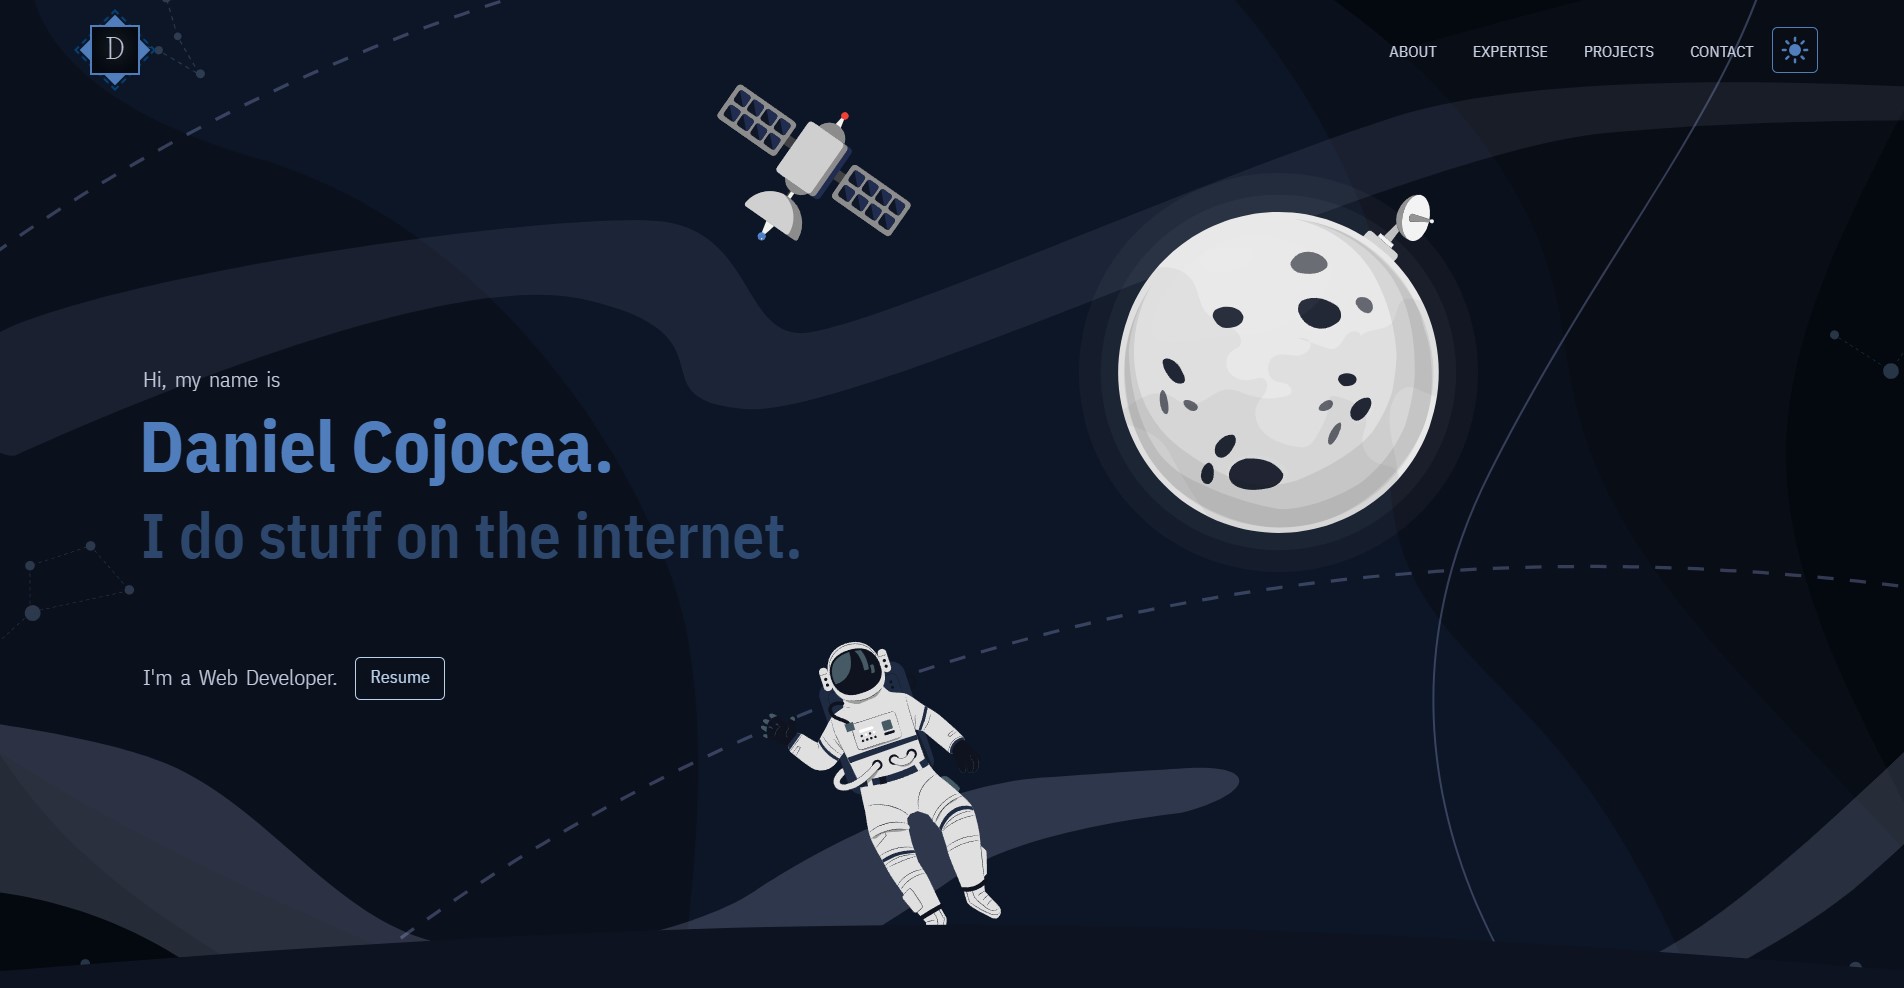 D
ABOUT EXPERTISE PROJECTS CONTACT
Hi, my name is
Daniel Cojocea.
I do stuff on the internet.
I'm a Web Developer. Resume